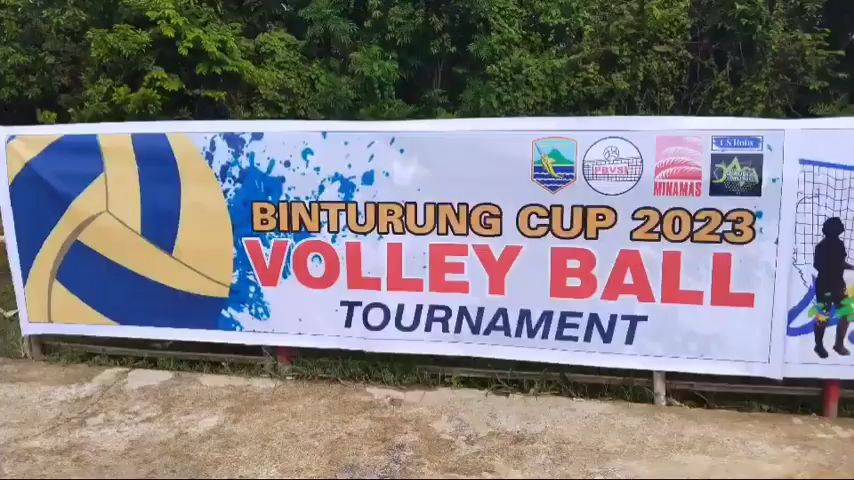 PBVSI
MINAMAS
BINTURUNG CUP 2023
VOLLEY BALL
TOURNAMENT